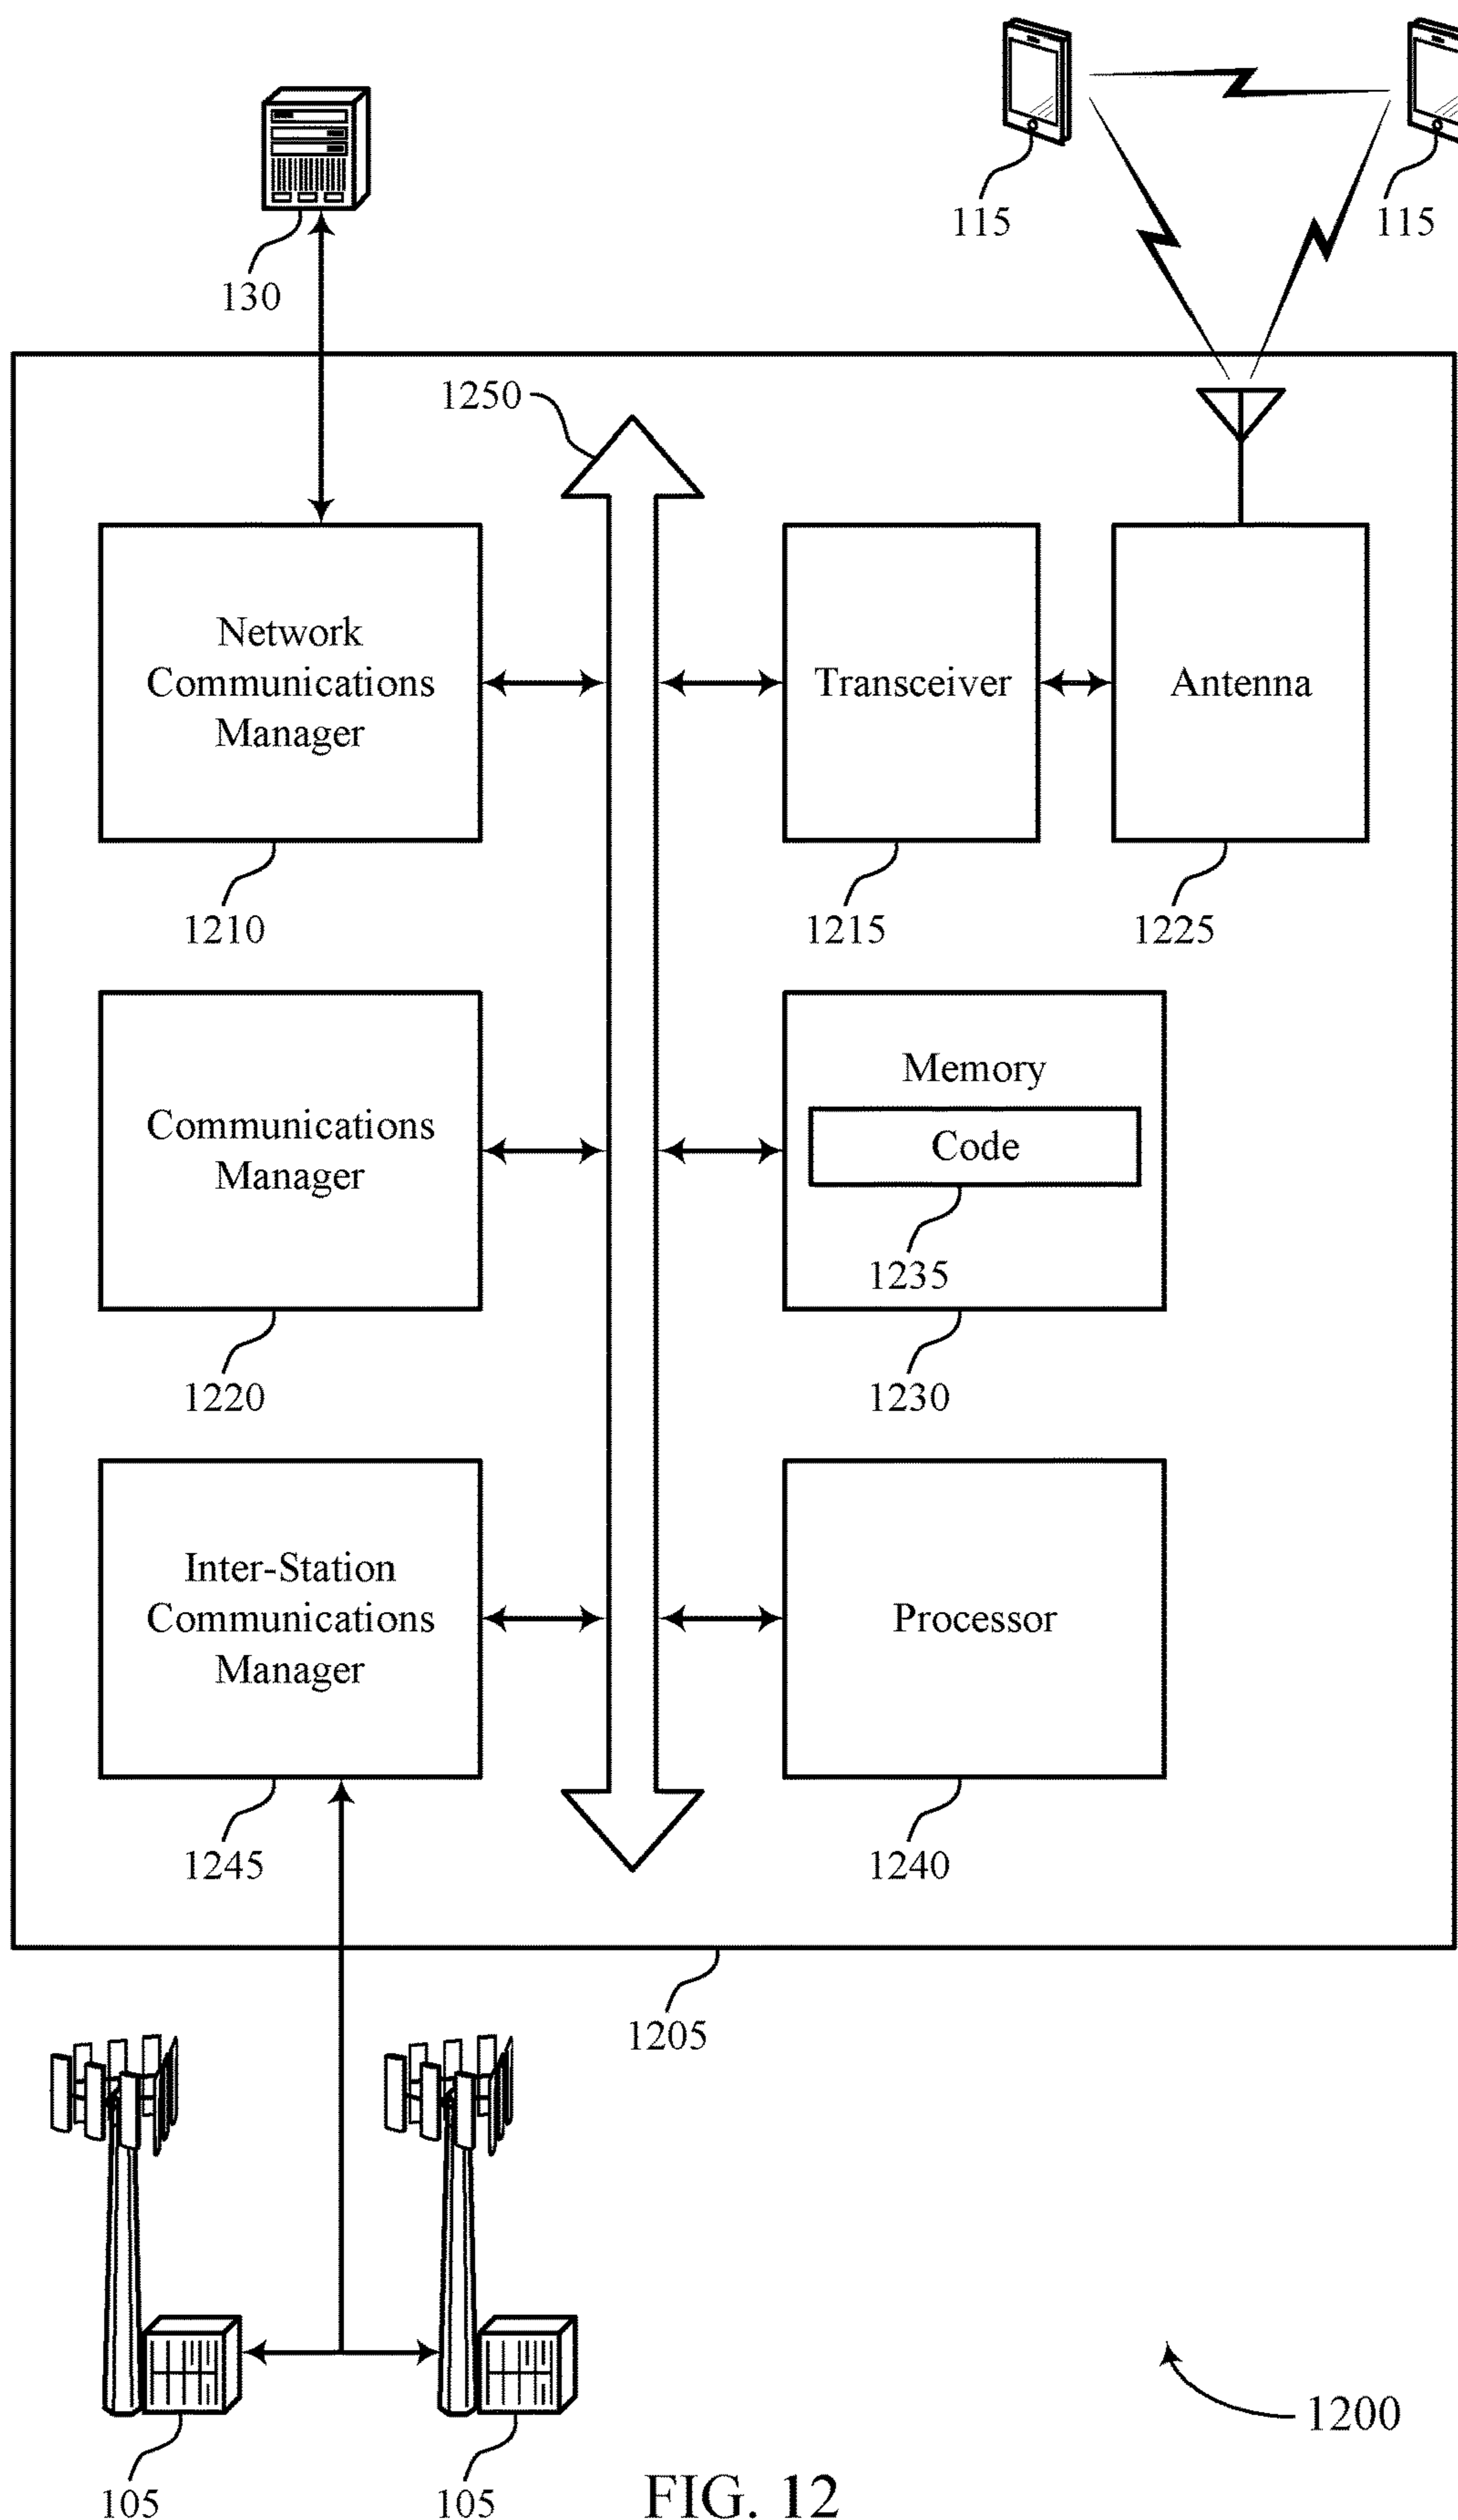 115
115
130
1250
Network
Communications
Manager
Transceiver
Antenna
1210
1215
1225
Communications
Manager
Memory
Code
1235
1220
1230
Inter-Station
Communications
Manager
Processor
1245
1240
1205
1200
105
105
FIG. 12